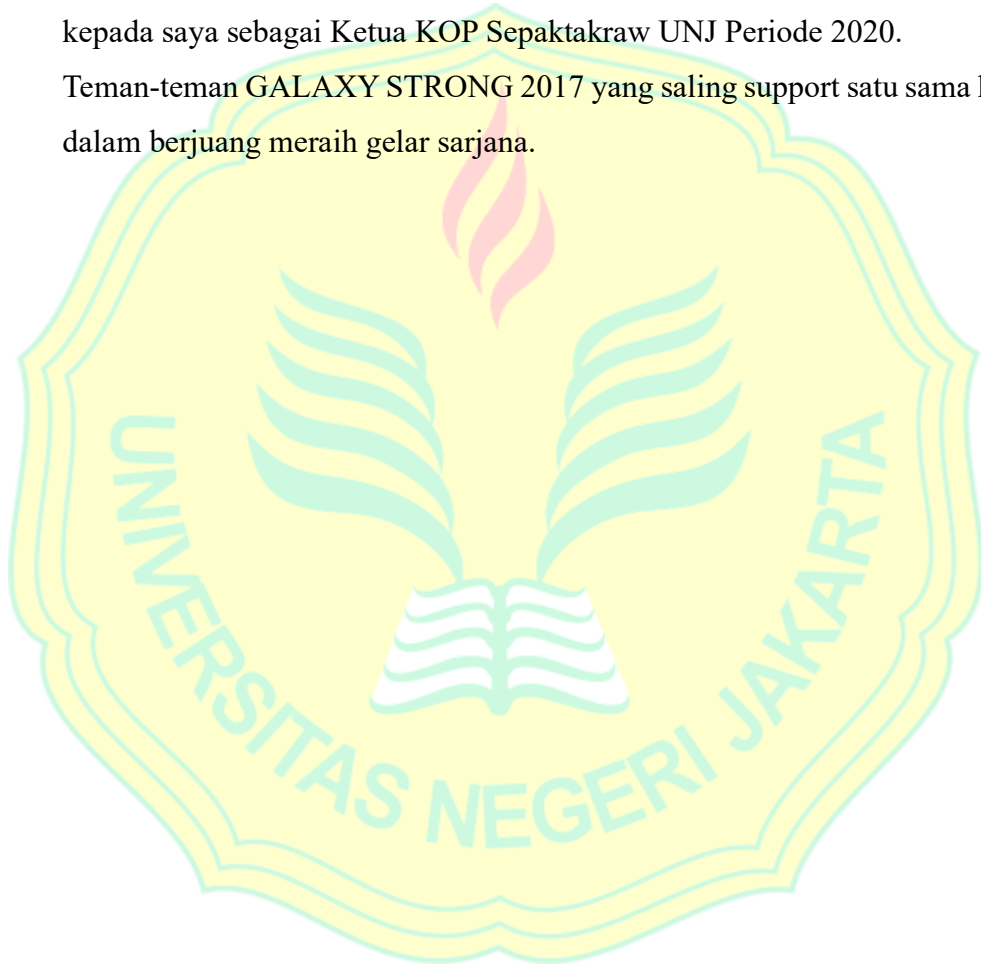 kepada saya sebagai Ketua KOP Sepaktakraw UNJ Periode 2020.
Teman-teman GALAXY STRONG 2017 yang saling support satu sama
dalam berjuang meraih gelar sarjana.
UNIVERSITAS NEGERI JAKARTA